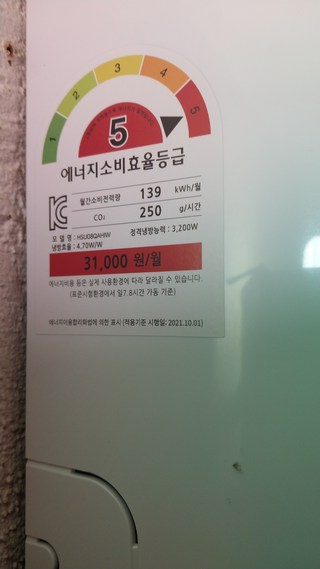 1 2 3 4 5
5
에너지소비효율등급
월간소비전력량 139 kWh/월
CO₂ 250 g/시간
모 델 명 : HSU08QAHIW 정격냉방능력 : 3,200W
냉방효율 : 4.70W/W
31,000 원/월
에너지비용 등은 실제 사용환경에 따라 달라질 수 있습니다.
(표준시험환경에서 일7.8시간 가동 기준)
에너지이용합리화법에 의한 표시 (적용기준 시행일: 2021.10.01)